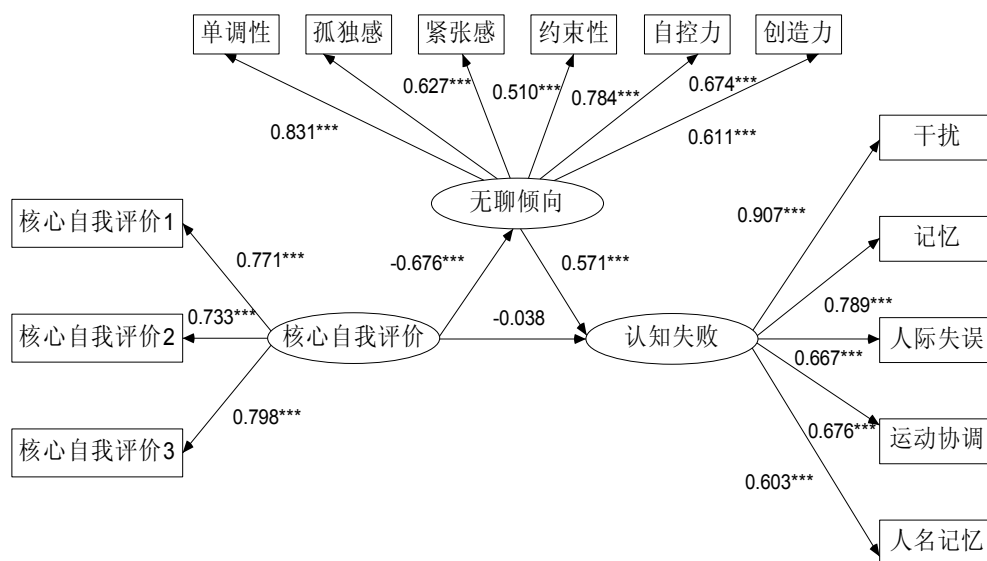 单调性
孤独感
紧张感
约束性
自控力
创造力
0.627***
0.510***
0.784***
0.674***
0.831***
0.611***
干扰
无聊倾向
核心自我评价1
0.907***
记忆
0.771***
-0.676***
0.571***
0.789***
0.733***
-0.038
核心自我评价2
核心自我评价
认知失败
人际失误
0.667***
0.798***
0.676***
核心自我评价3
运动协调
0.603***
人名记忆